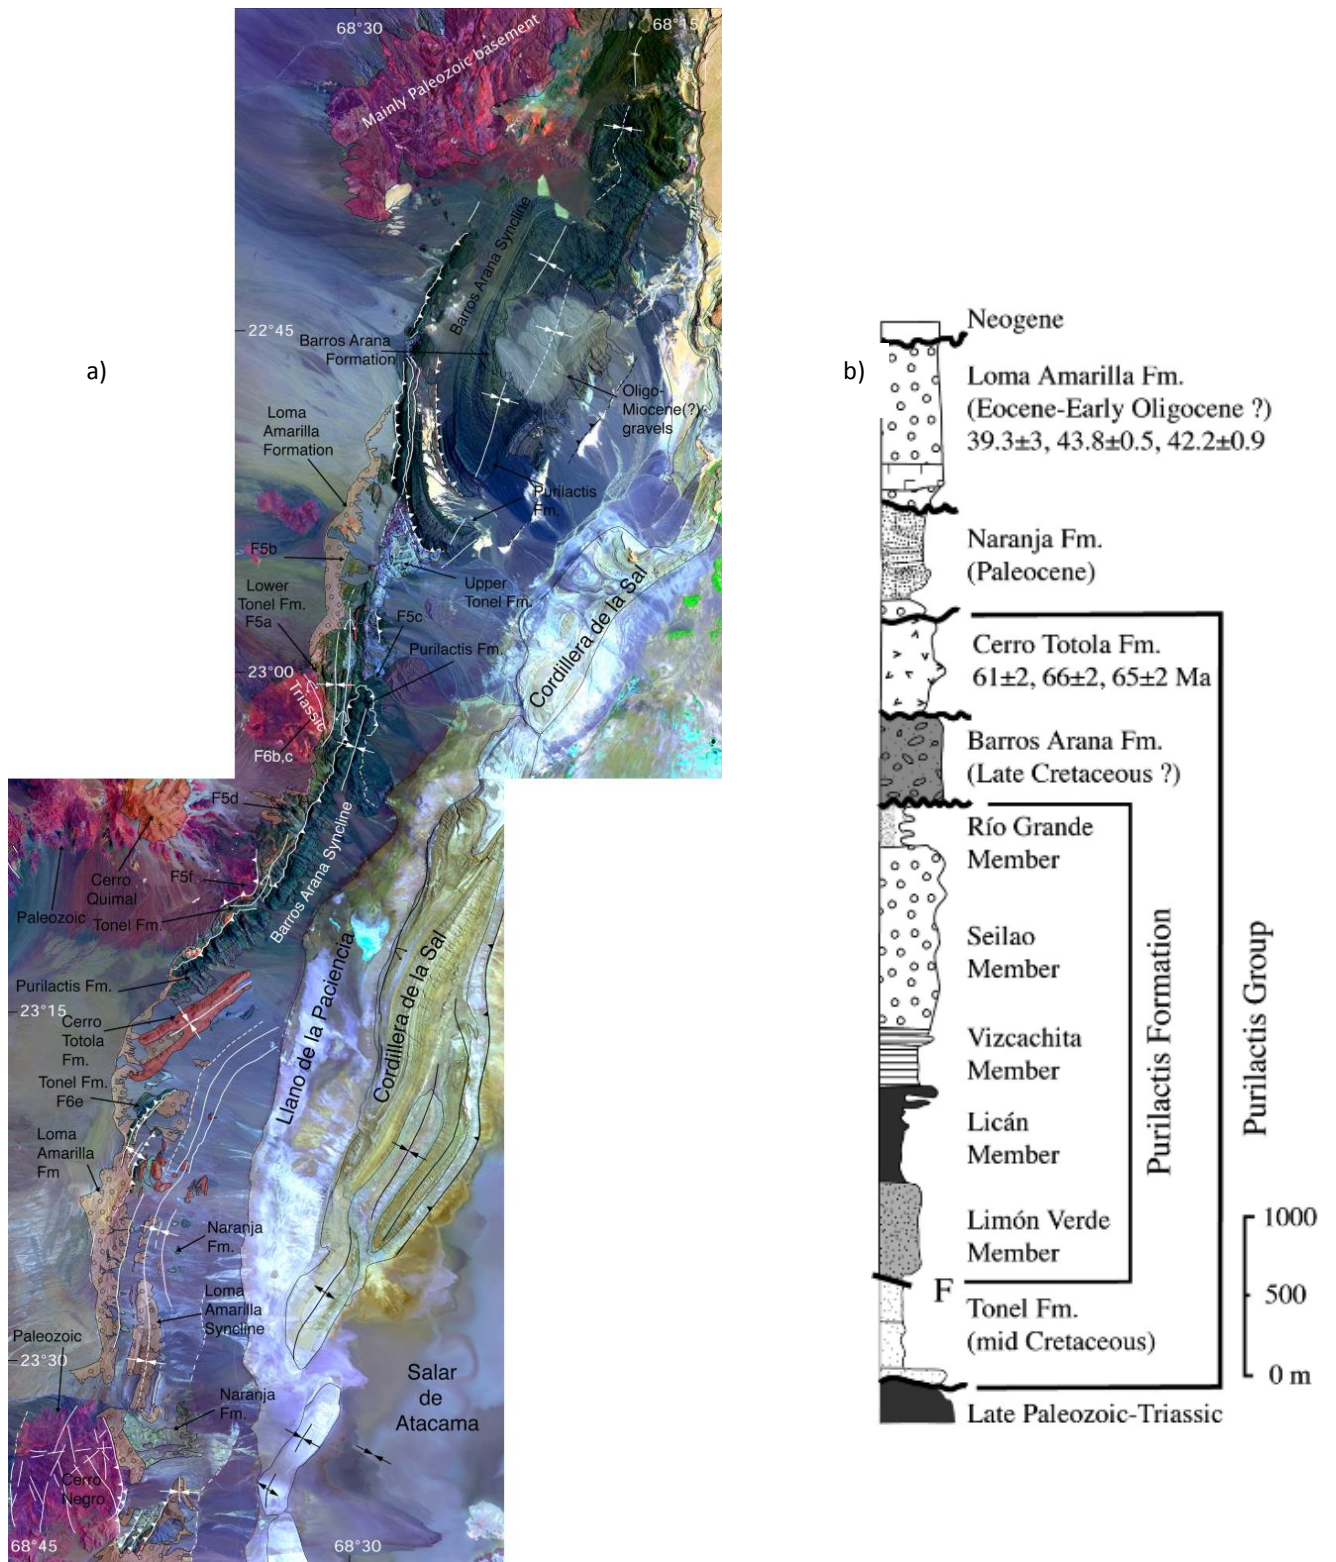 a)
68°30
68°15'
Mainly Paleozoic basement
Barros Arana Syncline
22°45
Barros Arana
Formation
Oligo-
Miocene(?)
gravels
Loma
Amarilla
Formation
Purilactis
Fm.
F5b
Upper
Tonel Fm.
Lower
Tonel Fm.
F5a
F5c
Purilactis Fm.
Cordillera de la Sal
23°00
Triassic
F6b,c
F5d
Cerro
Quimal
F5f
Paleozoic
Tonel Fm.
Barros Arana Syncline
Purilactis Fm.
23°15
Cerro
Totola
Fm.
Tonel Fm.
F6e
Loma
Amarilla
Fm
Llano de la Paciencia
Cordillera de la Sal
Naranja
Fm.
Loma
Amarilla
Syncline
Paleozoic
23°30
Naranja
Fm.
Salar
de
Atacama
Cerro
Negro
68°45
68°30
b)
Neogene
Loma Amarilla Fm.
(Eocene-Early Oligocene ?)
39.3±3, 43.8±0.5, 42.2±0.9
Naranja Fm.
(Paleocene)
Cerro Totola Fm.
61±2, 66±2, 65±2 Ma
Barros Arana Fm.
(Late Cretaceous ?)
Río Grande
Member
Seilao
Member
Vizcachita
Member
Licán
Member
Limón Verde
Member
F
Tonel Fm.
(mid Cretaceous)
Late Paleozoic-Triassic
Purilactis Formation
Purilactis Group
1000
500
0 m